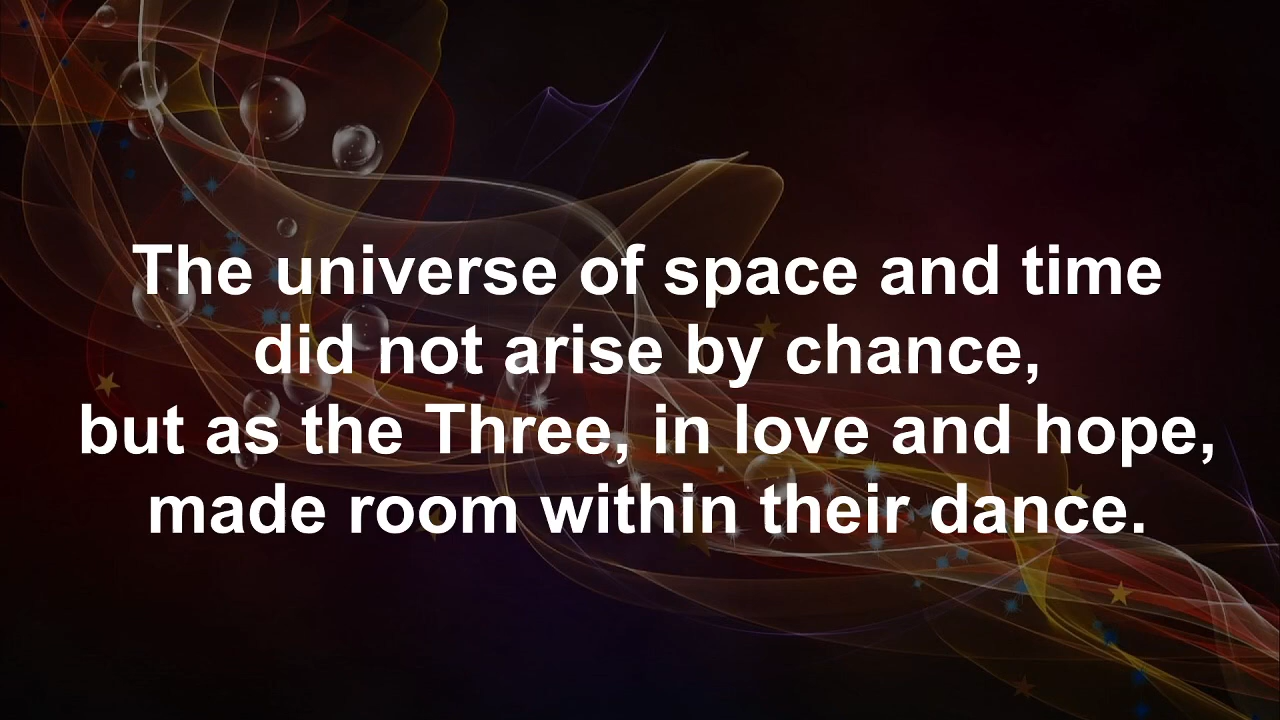 The universe of space and time
did not arise by chance,
but as the Three, in love and hope,
made room within their dance.